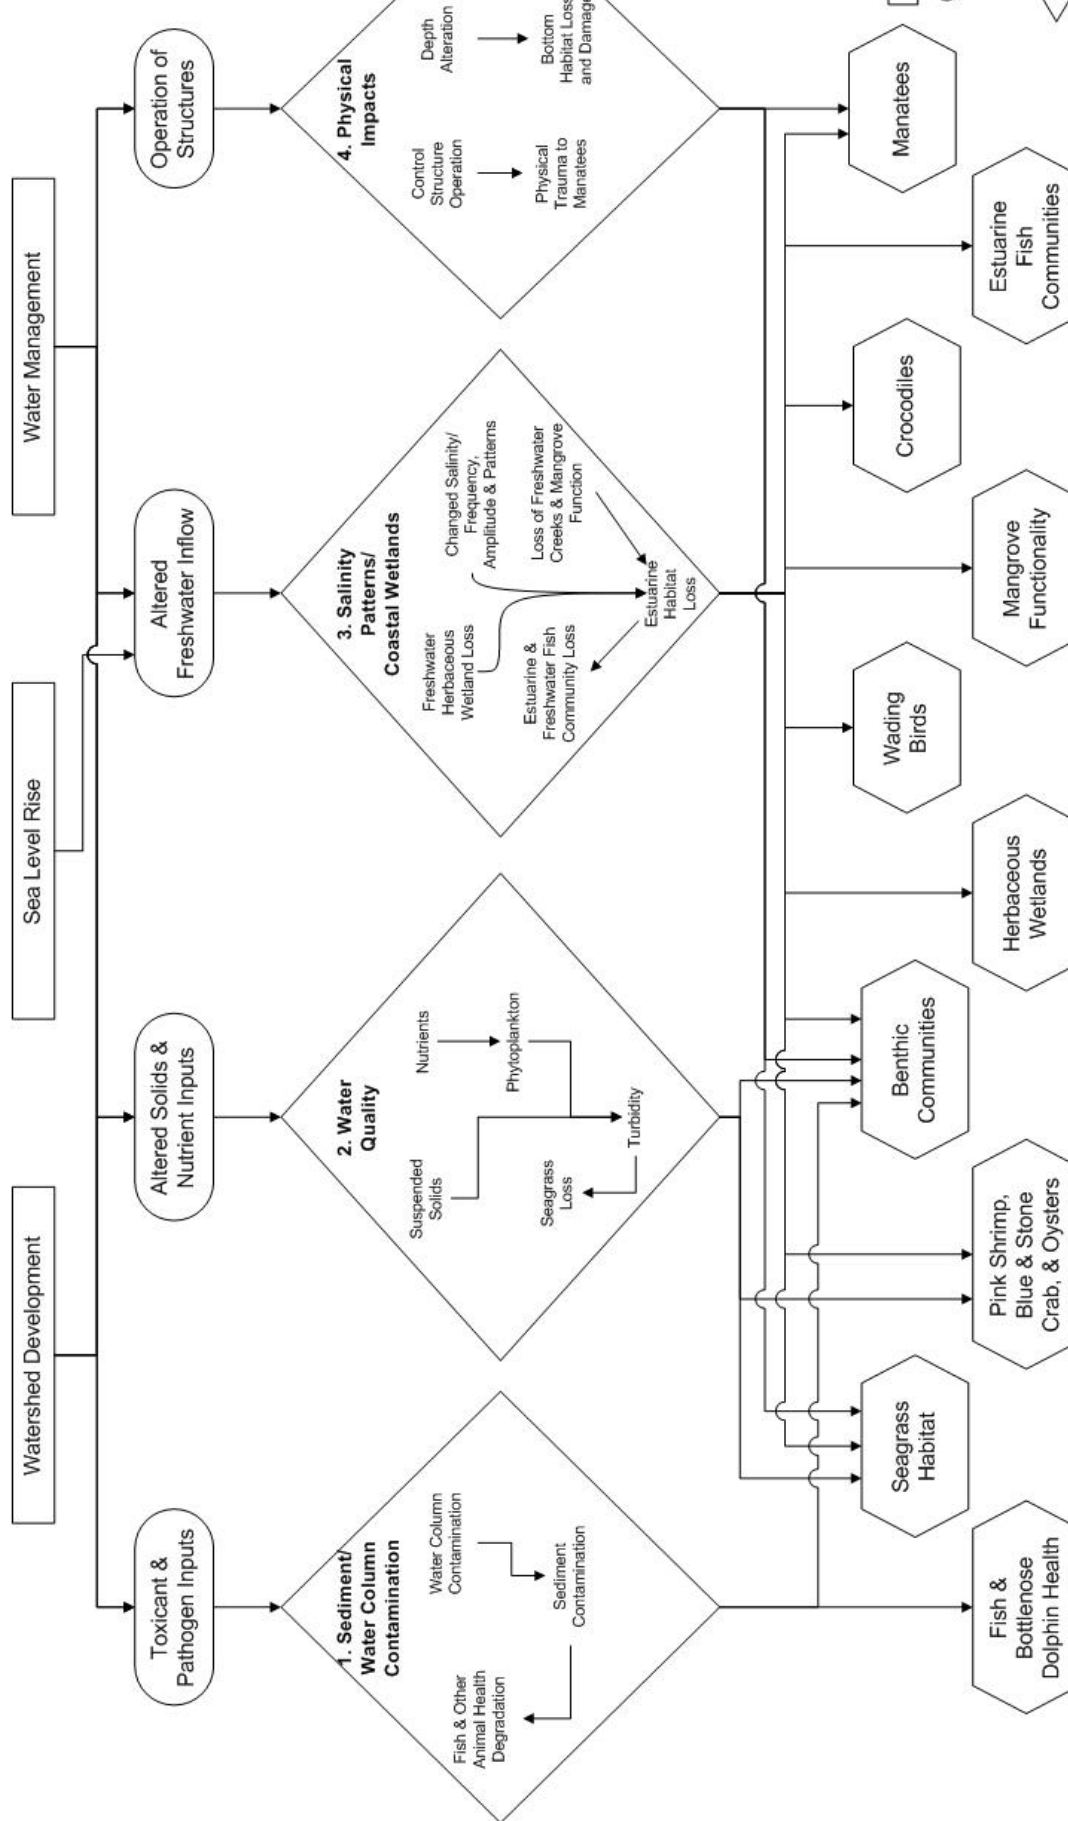 Watershed Development
Sea Level Rise
Water Management
Toxicant &
Pathogen Inputs
Altered Solids &
Nutrient Inputs
Altered
Freshwater Inflow
Operation of
Structures
1. Sediment/
Water Column
Contamination
Water Column
Contamination
Fish & Other
Animal Health
Degradation
Sediment
Contamination
2. Water
Quality
Suspended
Solids
Nutrients
Phytoplankton
Seagrass
Loss
Turbidity
3. Salinity
Patterns/
Coastal Wetlands
Freshwater
Herbaceous
Wetland Loss
Changed Salinity/
Frequency,
Amplitude & Patterns
Estuarine &
Freshwater Fish
Community Loss
Loss of Freshwater
Creeks & Mangrove
Function
Estuarine
Habitat
Loss
4. Physical
Impacts
Control
Structure
Operation
Depth
Alteration
Physical
Trauma to
Manatees
Bottom
Habitat Loss
and Damage
Seagrass
Habitat
Benthic
Communities
Wading
Birds
Crocodiles
Manatees
Fish &
Bottlenose
Dolphin Health
Pink Shrimp,
Blue & Stone
Crab, & Oysters
Herbaceous
Wetlands
Mangrove
Functionality
Estuarine
Fish
Communities